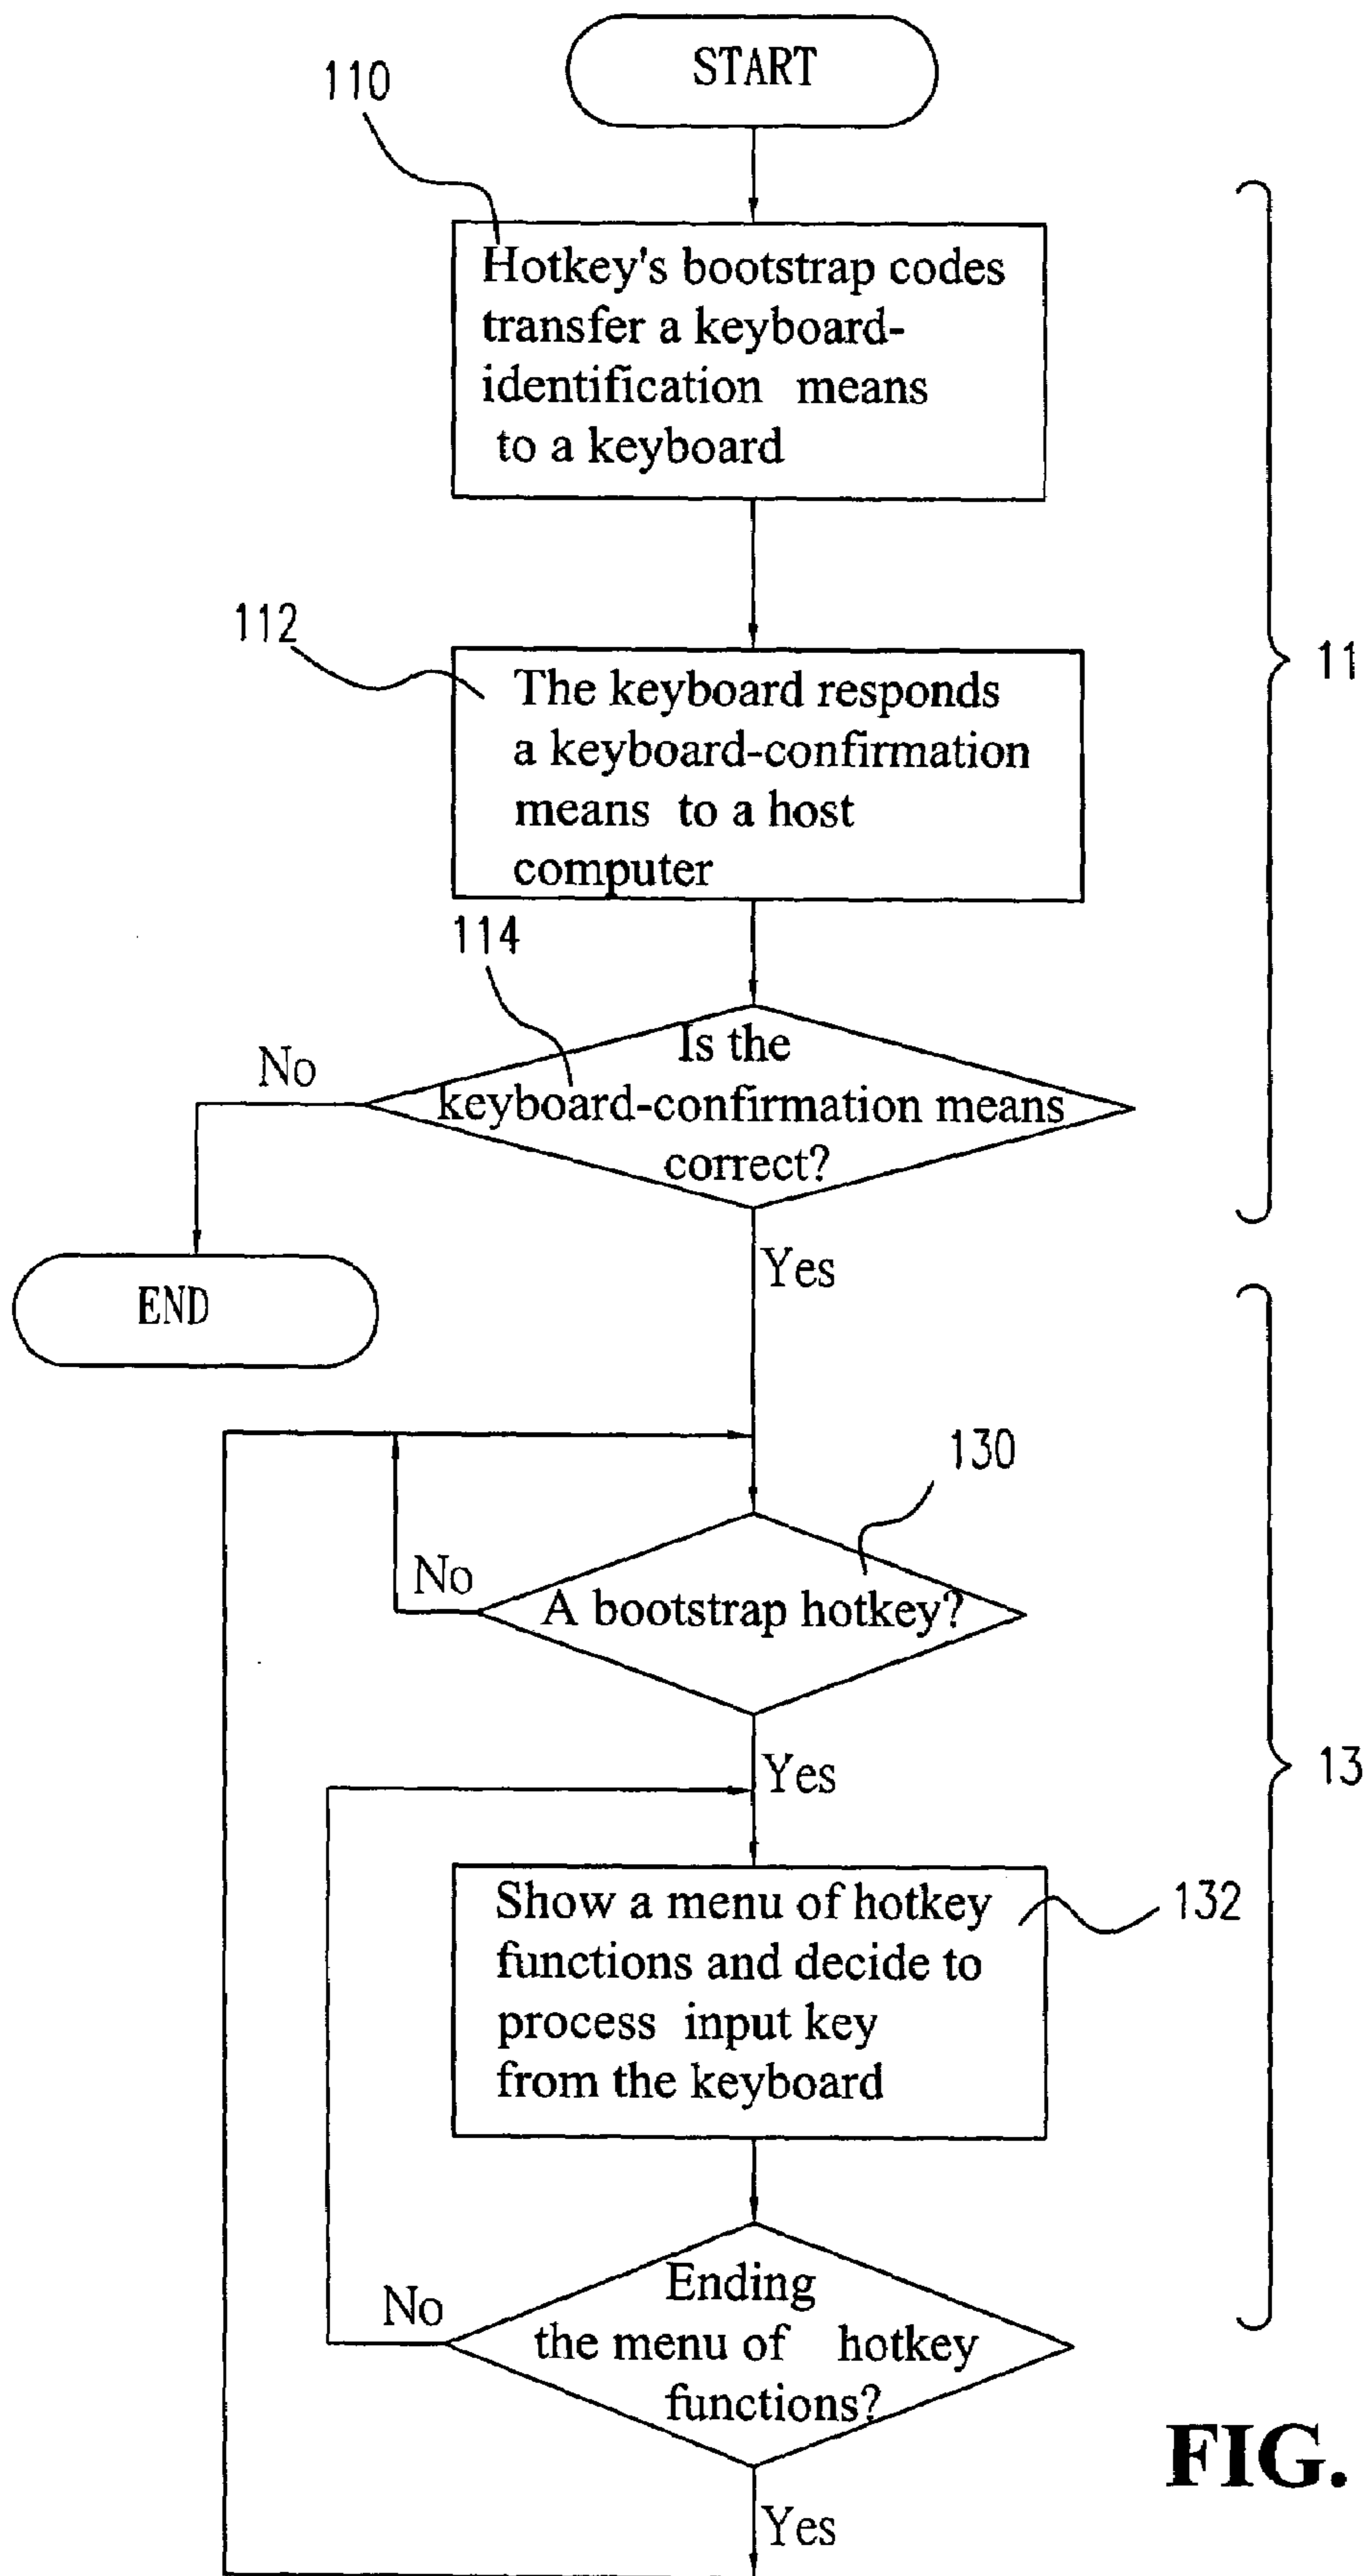 START
110
Hotkey's bootstrap codes
transfer a keyboard-
identification means
to a keyboard
11
112
The keyboard responds
a keyboard-confirmation
means to a host
computer
114
Is the
keyboard-confirmation means
correct?
No
END
Yes
130
A bootstrap hotkey?
No
Yes
13
Show a menu of hotkey
functions and decide to
process input key
from the keyboard
132
Ending
the menu of hotkey
functions?
No
FIG.
Yes